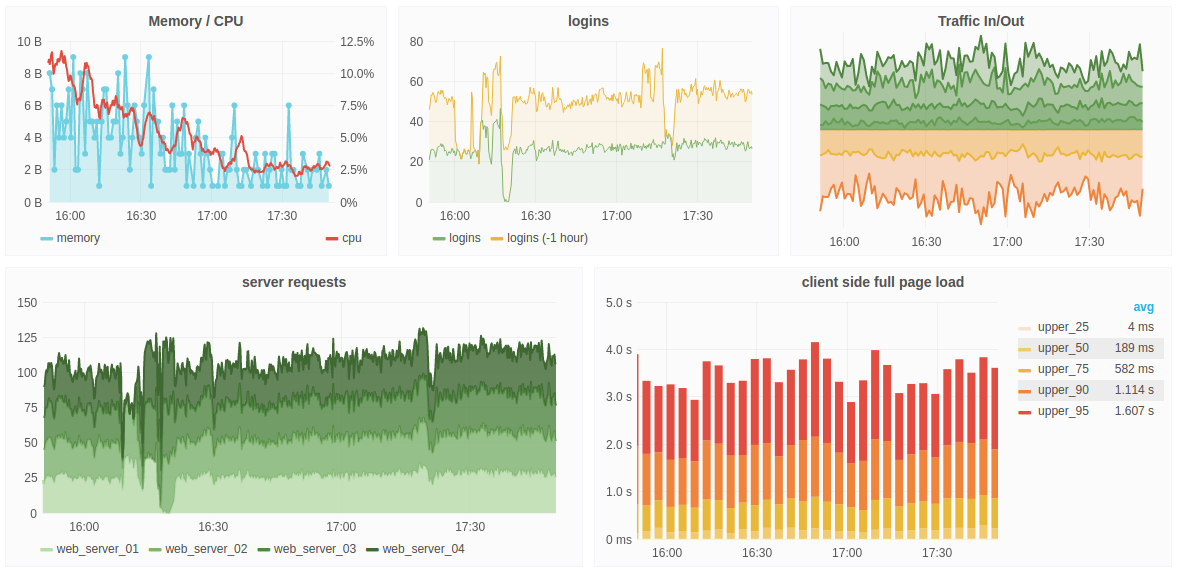 Memory / CPU
10 B
8 B
6 B
4 B
2 B
0 B
12.5%
10.0%
7.5%
5.0%
2.5%
0%
16:00 16:30 17:00 17:30
memory cpu
logins
80
60
40
20
0
16:00 16:30 17:00 17:30
logins logins (-1 hour)
Traffic In/Out
16:00 16:30 17:00 17:30
server requests
150
125
100
75
50
25
0
16:00 16:30 17:00 17:30
web_server_01 web_server_02 web_server_03 web_server_04
client side full page load
5.0 s
4.0 s
3.0 s
2.0 s
1.0 s
0 ms
16:00 16:30 17:00 17:30
avg
upper_25 4 ms
upper_50 189 ms
upper_75 582 ms
upper_90 1.114 s
upper_95 1.607 s